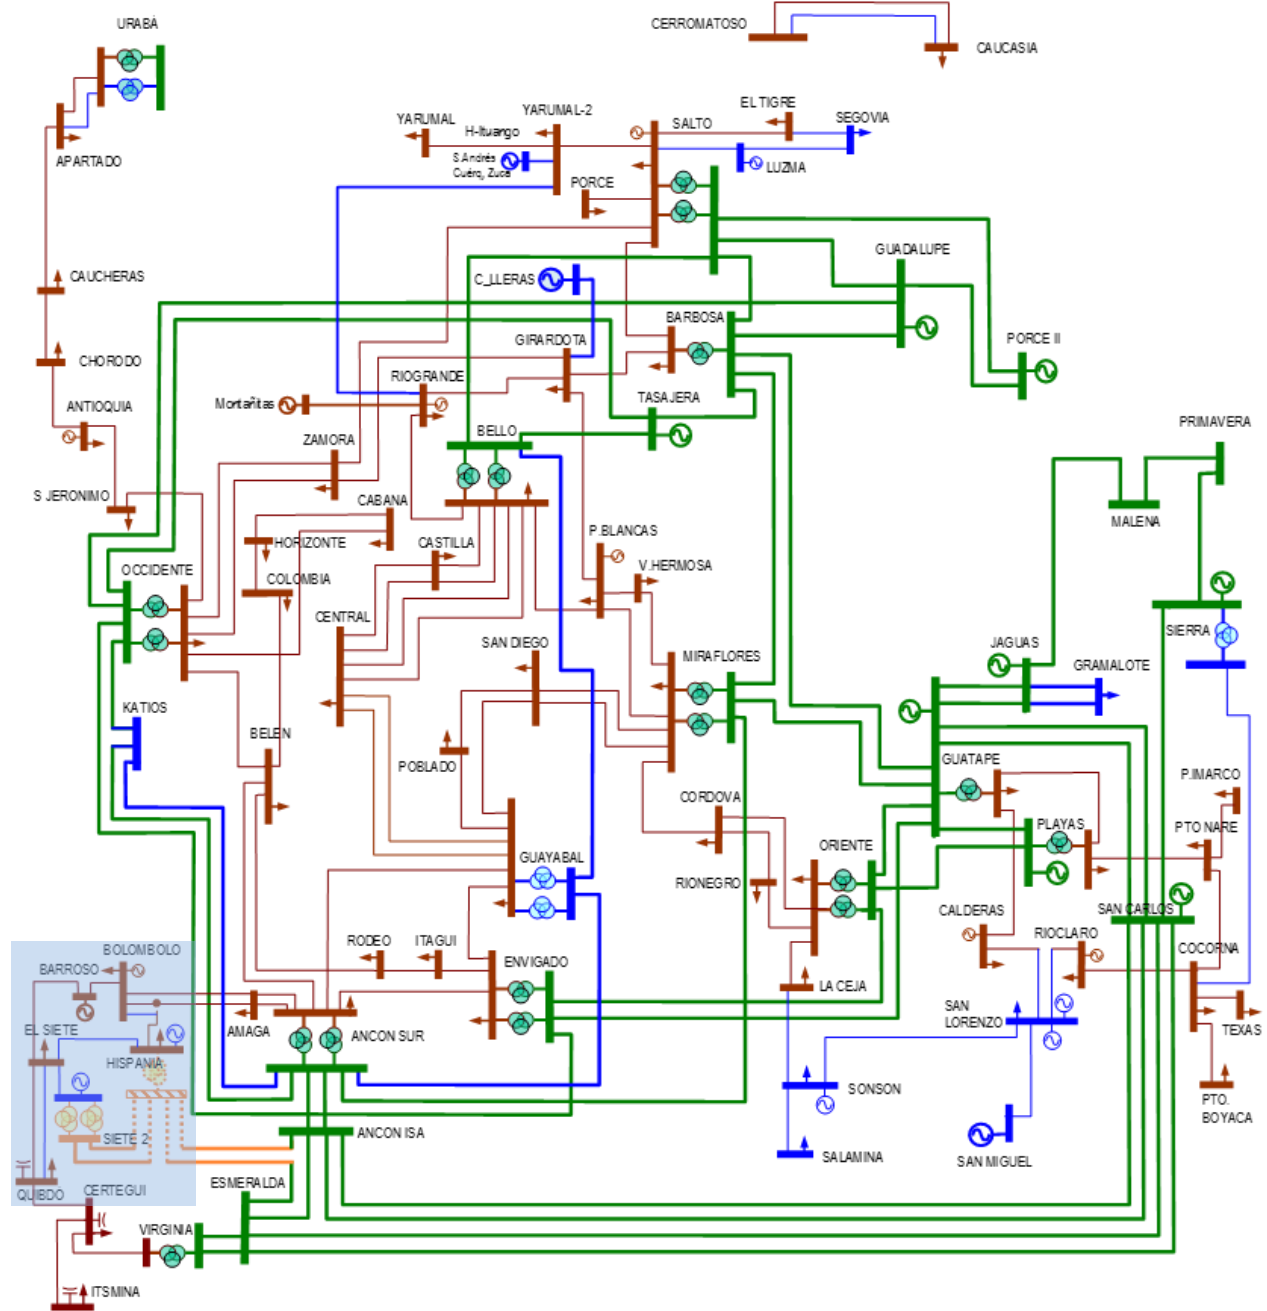 URABÁ
CERROMATOSO
CAUCASIA
APARTADO
YARUMAL
YARUMAL-2
H-Ituango
S.Andrés
Cuérq, Zuca
SALTO
EL TIGRE
SEGOVIA
LUZMA
PORCE
CAUCHERAS
C_LLERAS
GUADALUPE
CHORODO
GIRARDOTA
BARBOSA
PORCE II
RIOGRANDE
Montañitas
TASAJERA
ANTIOQUIA
ZAMORA
BELLO
PRIMAVERA
S JERONIMO
CABANA
MALENA
HORIZONTE
CASTILLA
P.BLANCAS
V.HERMOSA
OCCIDENTE
COLOMBIA
CENTRAL
SAN DIEGO
MIRAFLORES
JAGUAS
SIERRA
GRAMALOTE
KATIOS
BELEN
POBLADO
GUATAPE
P.IMARCO
CORDOVA
PLAYAS
PTO NARE
ORIENTE
GUAYABAL
RIONEGRO
CALDERAS
SAN CARLOS
RIOCLARO
COCORNA
BOLOMBOLO
BARROSO
RODEO
ITAGUI
ENVIGADO
LA CEJA
EL SIETE
AMAGA
ANCON SUR
SAN
LORENZO
TEXAS
HISPANIA
SONSON
PTO.
BOYACA
SIETE 2
ANCON ISA
SALAMINA
SAN MIGUEL
QUIBDO
CERTEGUI
ESMERALDA
VIRGINIA
ITSMINA